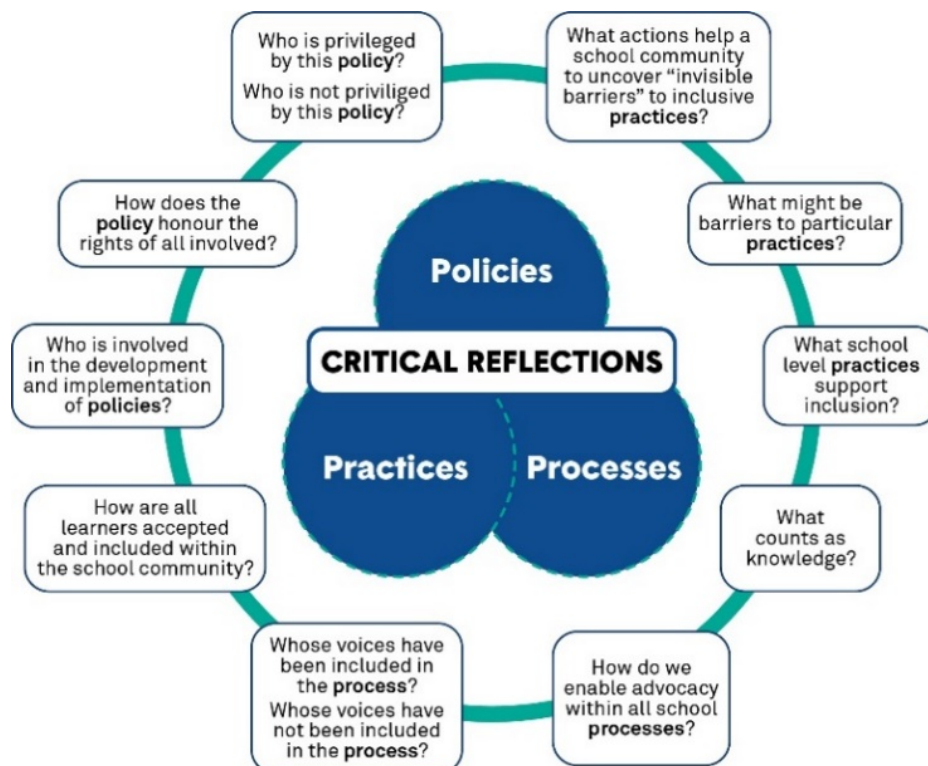 Who is privileged
by this policy?
Who is not priviliged
by this policy?
What actions help a
school community
to uncover “invisible
barriers” to inclusive
practices?
How does the
policy honour the
rights of all involved?
What might be
barriers to particular
practices?
Policies
CRITICAL REFLECTIONS
Practices
Processes
Who is involved
in the development
and implementation
of policies?
What school
level practices
support
inclusion?
How are all
learners accepted
and included within
the school community?
What
counts as
knowledge?
Whose voices have
been included in
the process?
Whose voices have
not been included
in the process?
How do we
enable advocacy
within all school
processes?